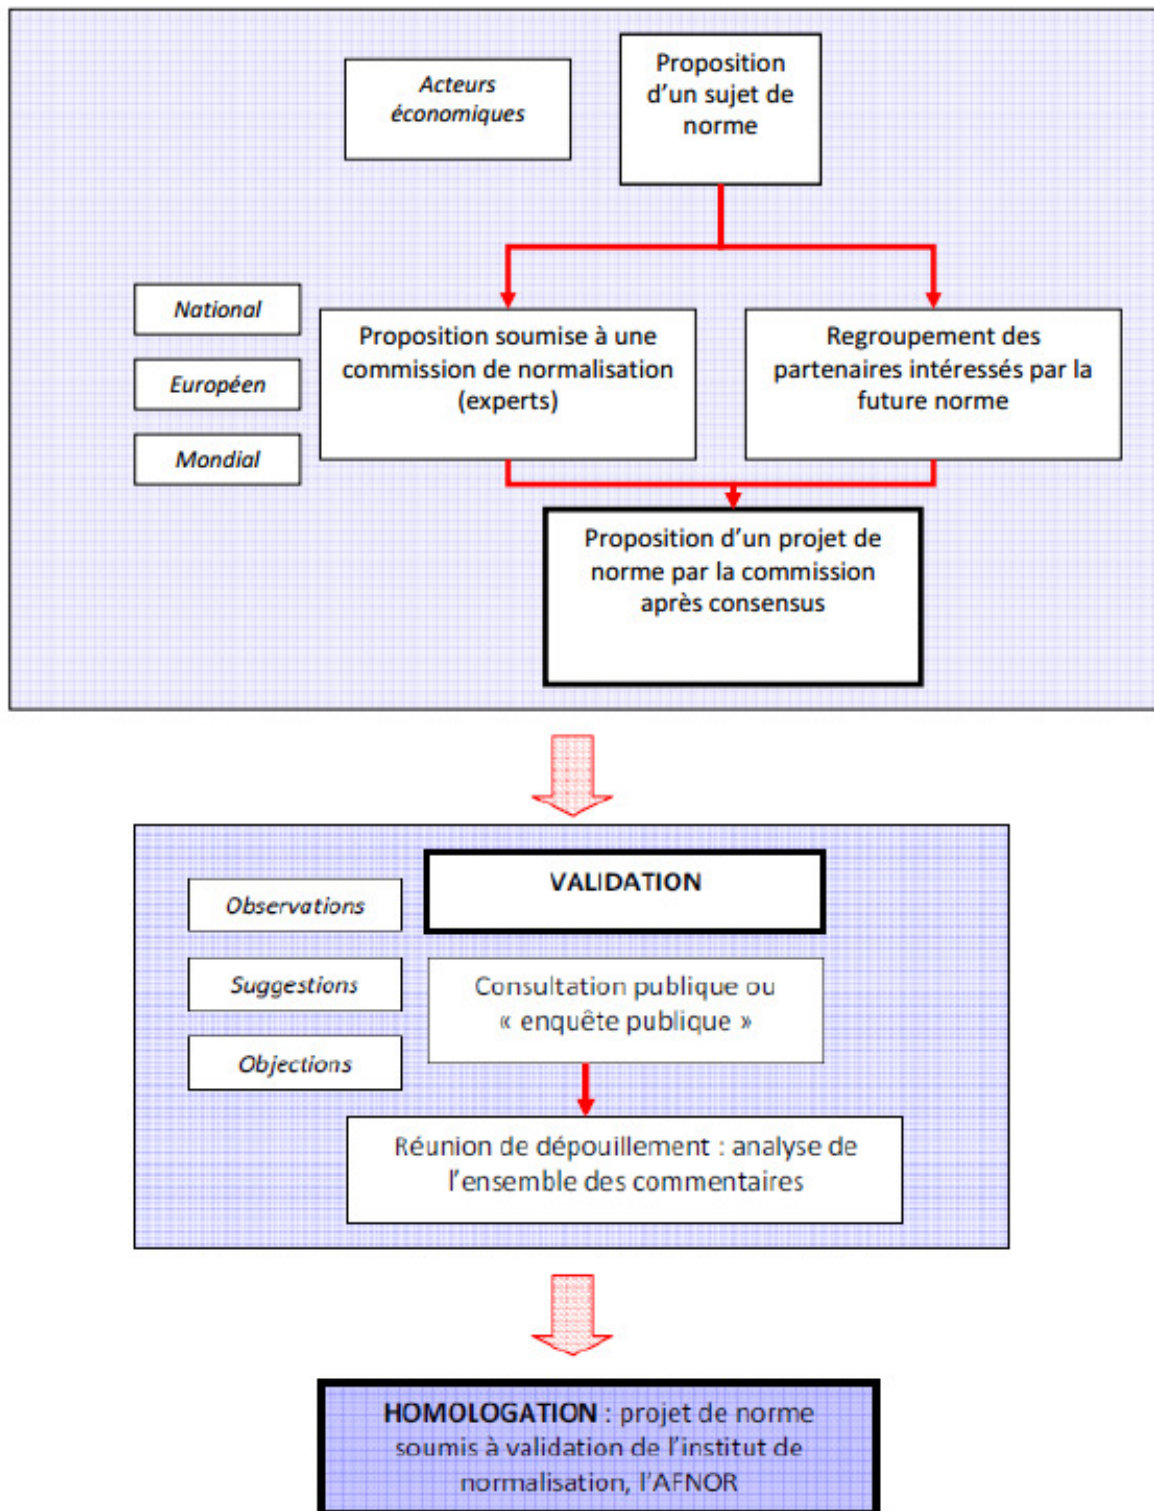 Acteurs
économiques
Proposition
d’un sujet de
norme
National
Européen
Mondial
Proposition soumise à une
commission de normalisation
(experts)
Regroupement des
partenaires intéressés par la
future norme
Proposition d’un projet de
norme par la commission
après consensus
VALIDATION
Observations
Suggestions
Objections
Consultation publique ou
« enquête publique »
Réunion de dépouillement : analyse de
l’ensemble des commentaires
HOMOLOGATION : projet de norme
soumis à validation de l’institut de
normalisation, l’AFNOR